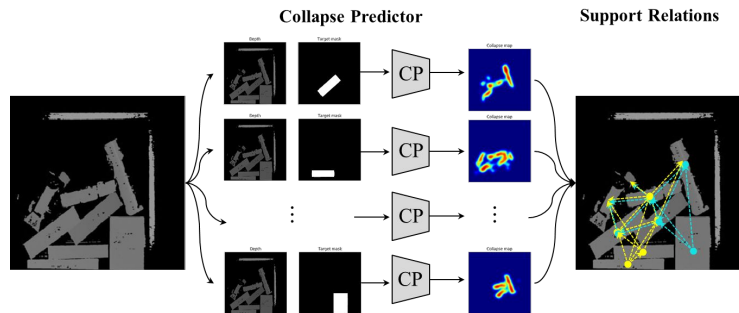 Collapse Predictor
Support Relations
Depth
Target mask
Collapse map
CP
Depth
Target mask
Collapse map
CP
CP
Depth
Target mask
Collapse map
CP